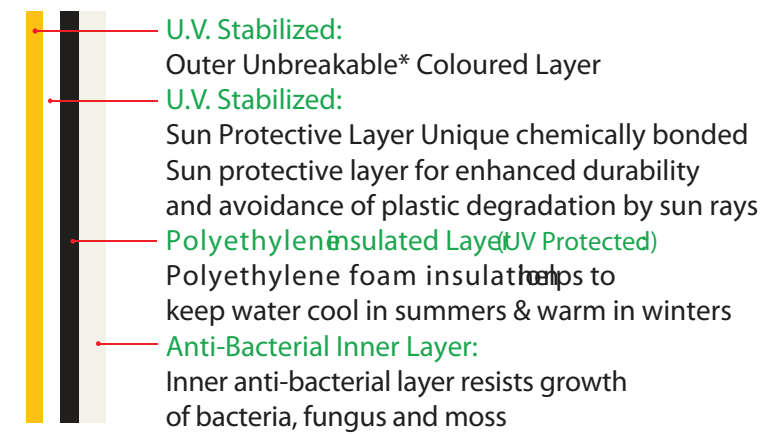 U.V. Stabilized:
Outer Unbreakable* Coloured Layer
U.V. Stabilized:
Sun Protective Layer Unique chemically bonded
Sun protective layer for enhanced durability
and avoidance of plastic degradation by sun rays
Polyethylene insulated Layer (UV Protected:)
Polyethylene foam insulation helps to
keep water cool in summers & warm in winters
Anti-Bacterial Inner Layer:
Inner anti-bacterial layer resists growth
of bacteria, fungus and moss